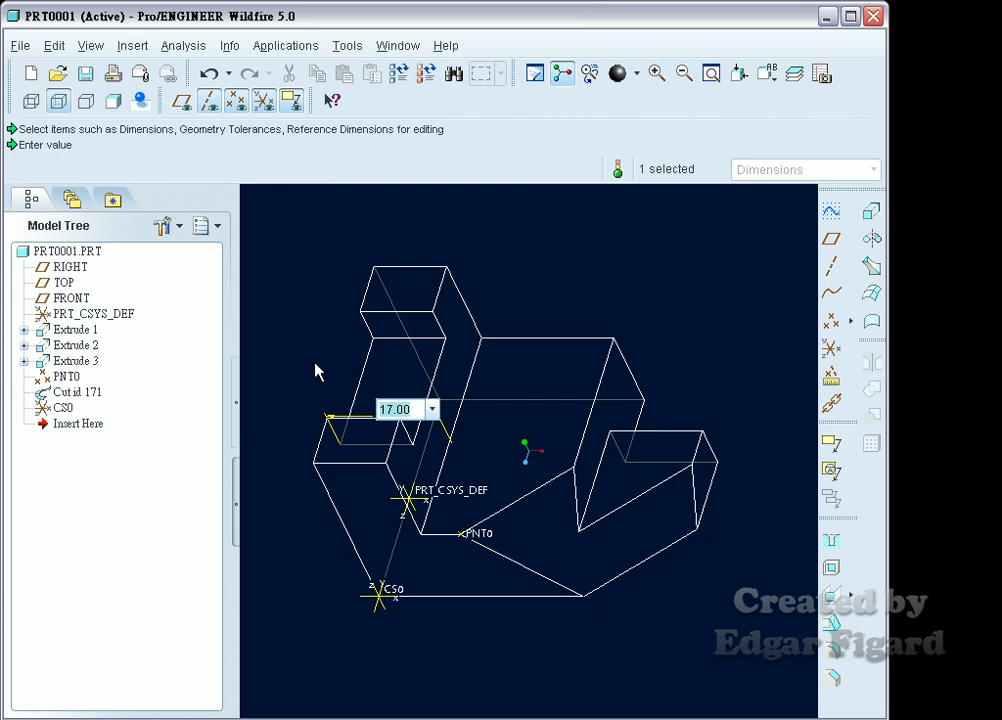 PRT0001 (Active) - Pro/ENGINEER Wildfire 5.0
File Edit View Insert Analysis Info Applications Tools Window Help
Select items such as Dimensions, Geometry Tolerances, Reference Dimensions for editing
Enter value
1 selected
Dimensions
Model Tree
PRT0001.PRT
RIGHT
TOP
FRONT
PRT_CSYS_DEF
Extrude 1
Extrude 2
Extrude 3
PNT0
Cut id 171
CS0
Insert Here
17.00
PRT_CSYS_DEF
Y
X
Z
PNT0
Z Y
CS0
X
Created by
Edgar Figard